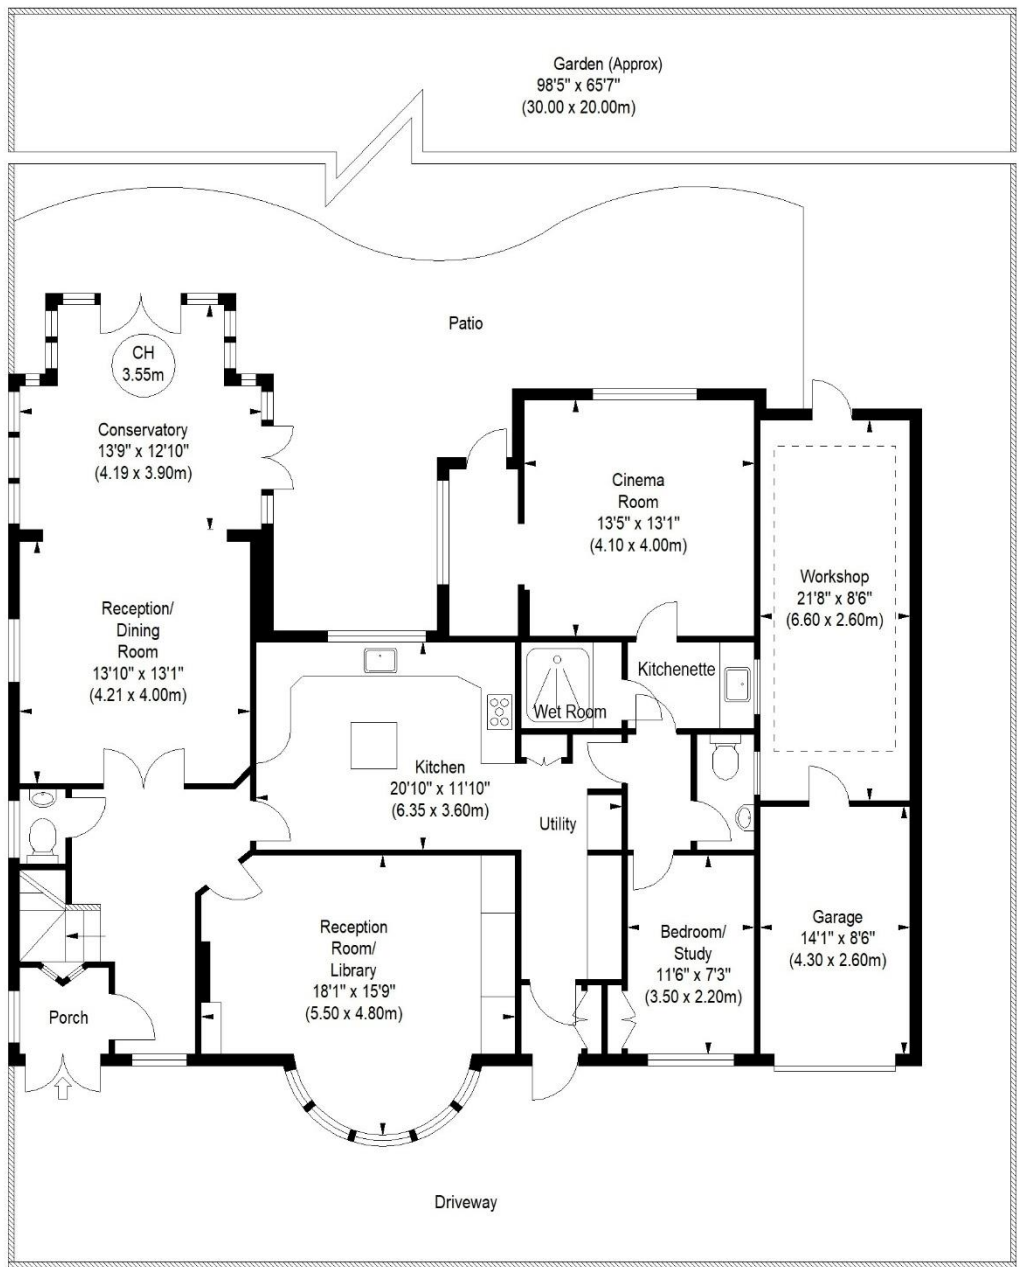 Garden (Approx)
98'5" x 65'7"
(30.00 x 20.00m)
Patio
CH
3.55m
Conservatory
13'9" x 12'10"
(4.19 x 3.90m)
Cinema
Room
13'5" x 13'1"
(4.10 x 4.00m)
Workshop
21'8" x 8'6"
(6.60 x 2.60m)
Reception/
Dining
Room
13'10" x 13'1"
(4.21 x 4.00m)
Kitchenette
Wet Room
Kitchen
20'10" x 11'10"
(6.35 x 3.60m)
Utility
Reception
Room/
Library
18'1" x 15'9"
(5.50 x 4.80m)
Bedroom/
Study
11'6" x 7'3"
(3.50 x 2.20m)
Garage
14'1" x 8'6"
(4.30 x 2.60m)
Porch
Driveway